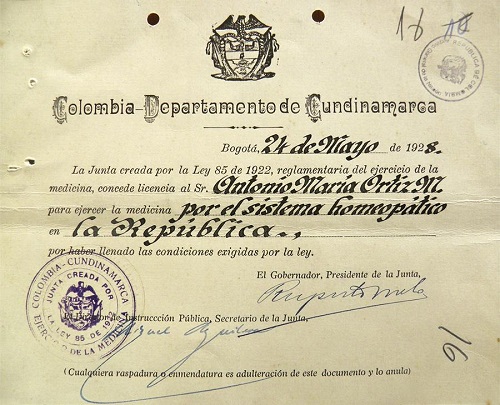 16
Colombia-Departamento de Cundinamarca
Bogotá, 24 de Mayo de 1928.
La Junta creada por la Ley 85 de 1922, reglamentaria del ejercicio de la
medicina, concede licencia al Sr. Antonio María Ortiz M.
para ejercer la medicina por el sistema homeopático
en la República.,
por haber llenado las condiciones exigidas por la ley.
El Gobernador, Presidente de la Junta,
COLOMBIA-CUNDINAMARCA
JUNTA CREADA POR
LA LEY 85 DE 1922
EJERCICIO DE LA MEDICINA
El Director de Instruccción Pública, Secretario de la Junta,
16
(Cualquiera raspadura o enmendatura es adulteración de este documento y lo anula)